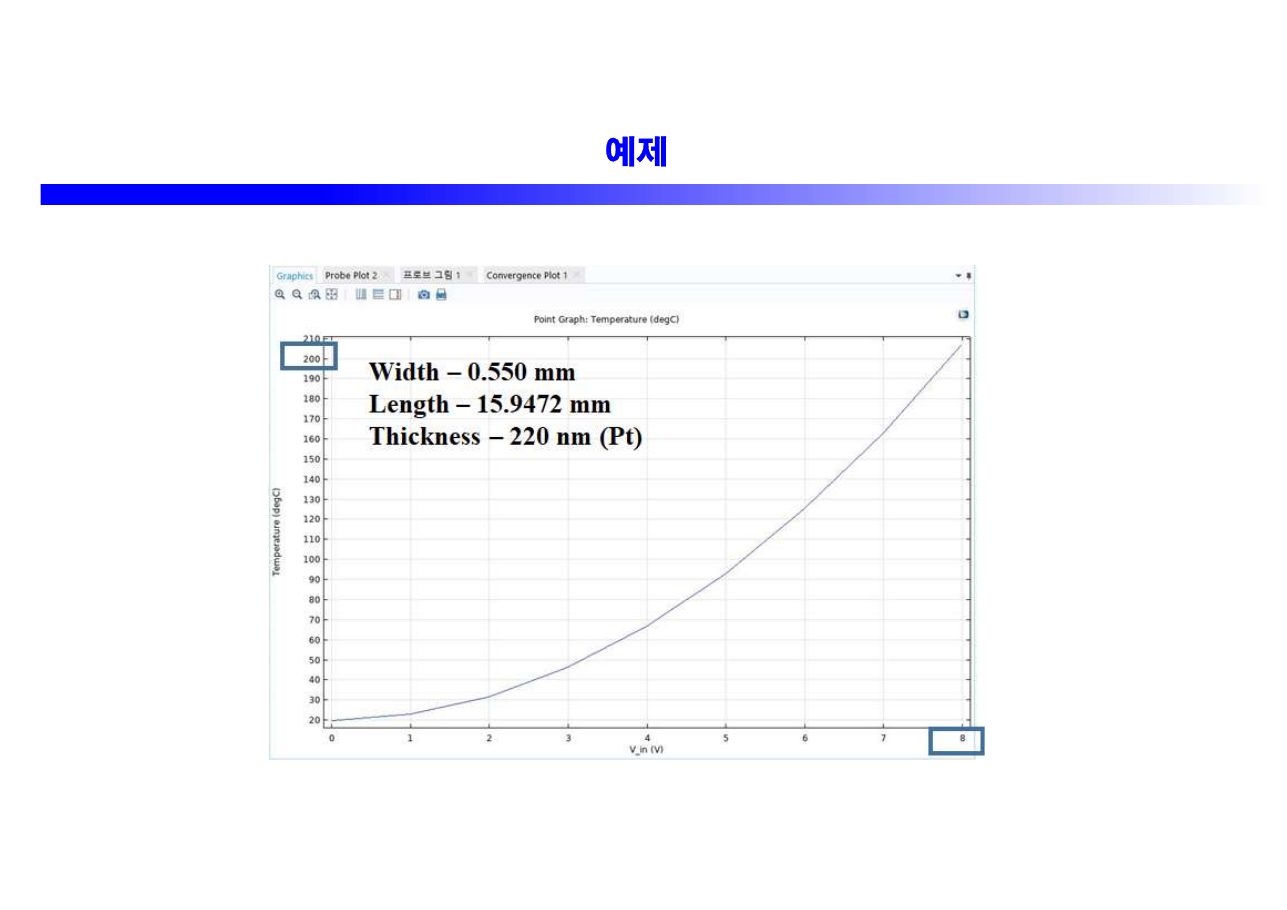 예제
Graphics Probe Plot 2 프로브 그림 1 Convergence Plot 1
Point Graph: Temperature (degC)
Width – 0.550 mm
Length – 15.9472 mm
Thickness – 220 nm (Pt)
210
200
190
180
170
160
150
140
130
120
110
100
90
80
70
60
50
40
30
20
Temperature (degC)
0 1 2 3 4 5 6 7 8
V_in (V)